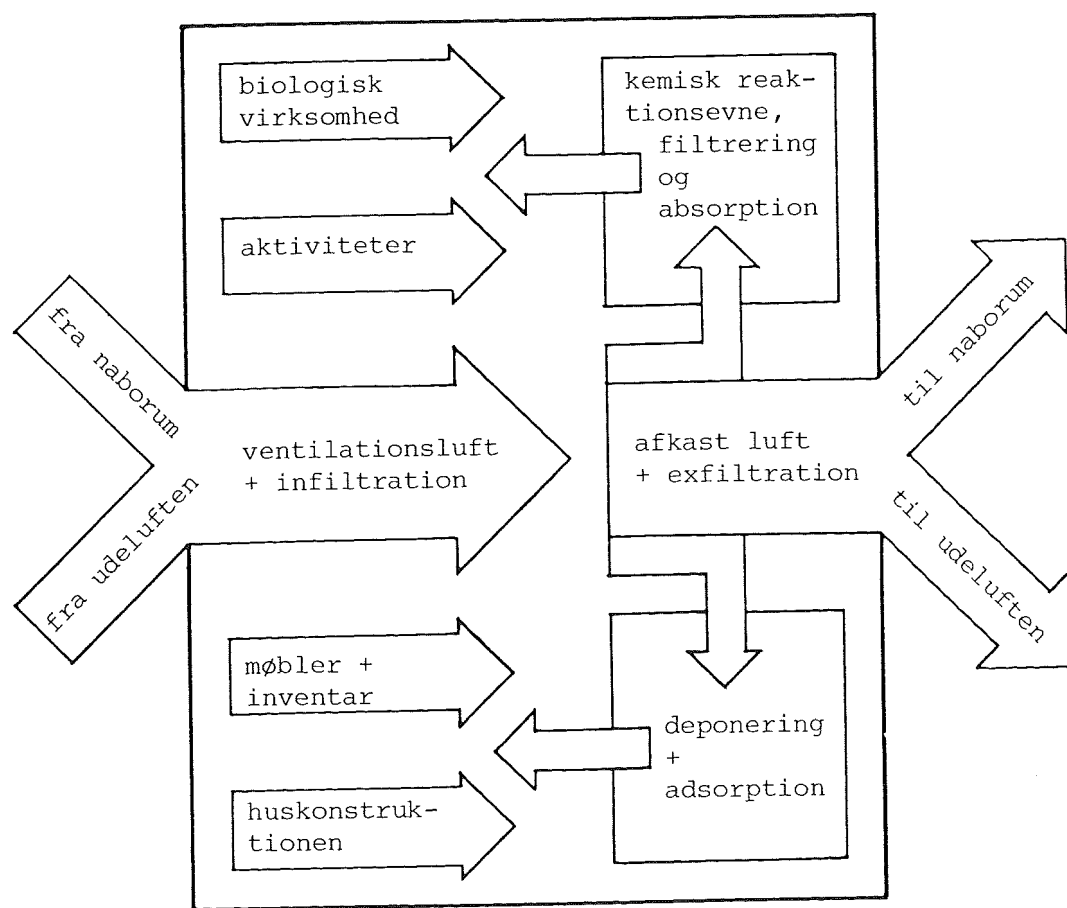 biologisk
virksomhed
kemisk reak-
tionsevne,
filtrering
og
absorption
aktiviteter
fra naborum
til naborum
ventilationsluft
+ infiltration
afkast luft
+ exfiltration
fra udeluften
til udeluften
møbler +
inventar
deponering
+
adsorption
huskonstruk-
tionen